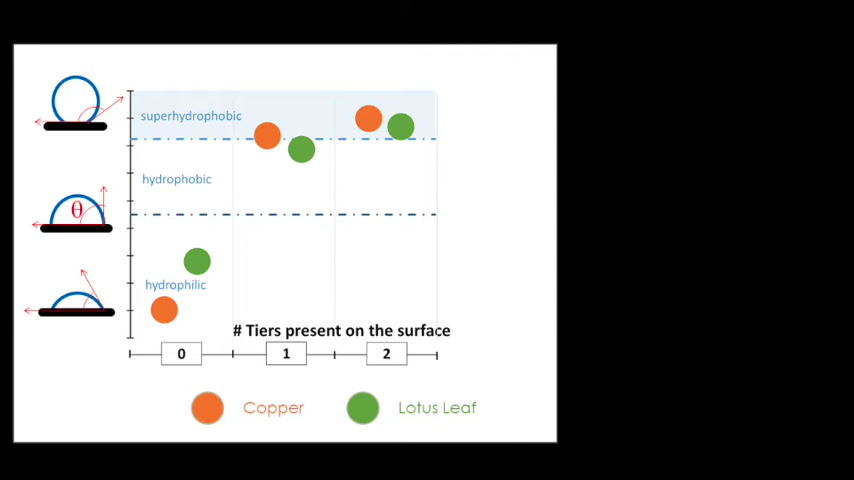 superhydrophobic
hydrophobic
θ
hydrophilic
# Tiers present on the surface
0 1 2
Copper Lotus Leaf